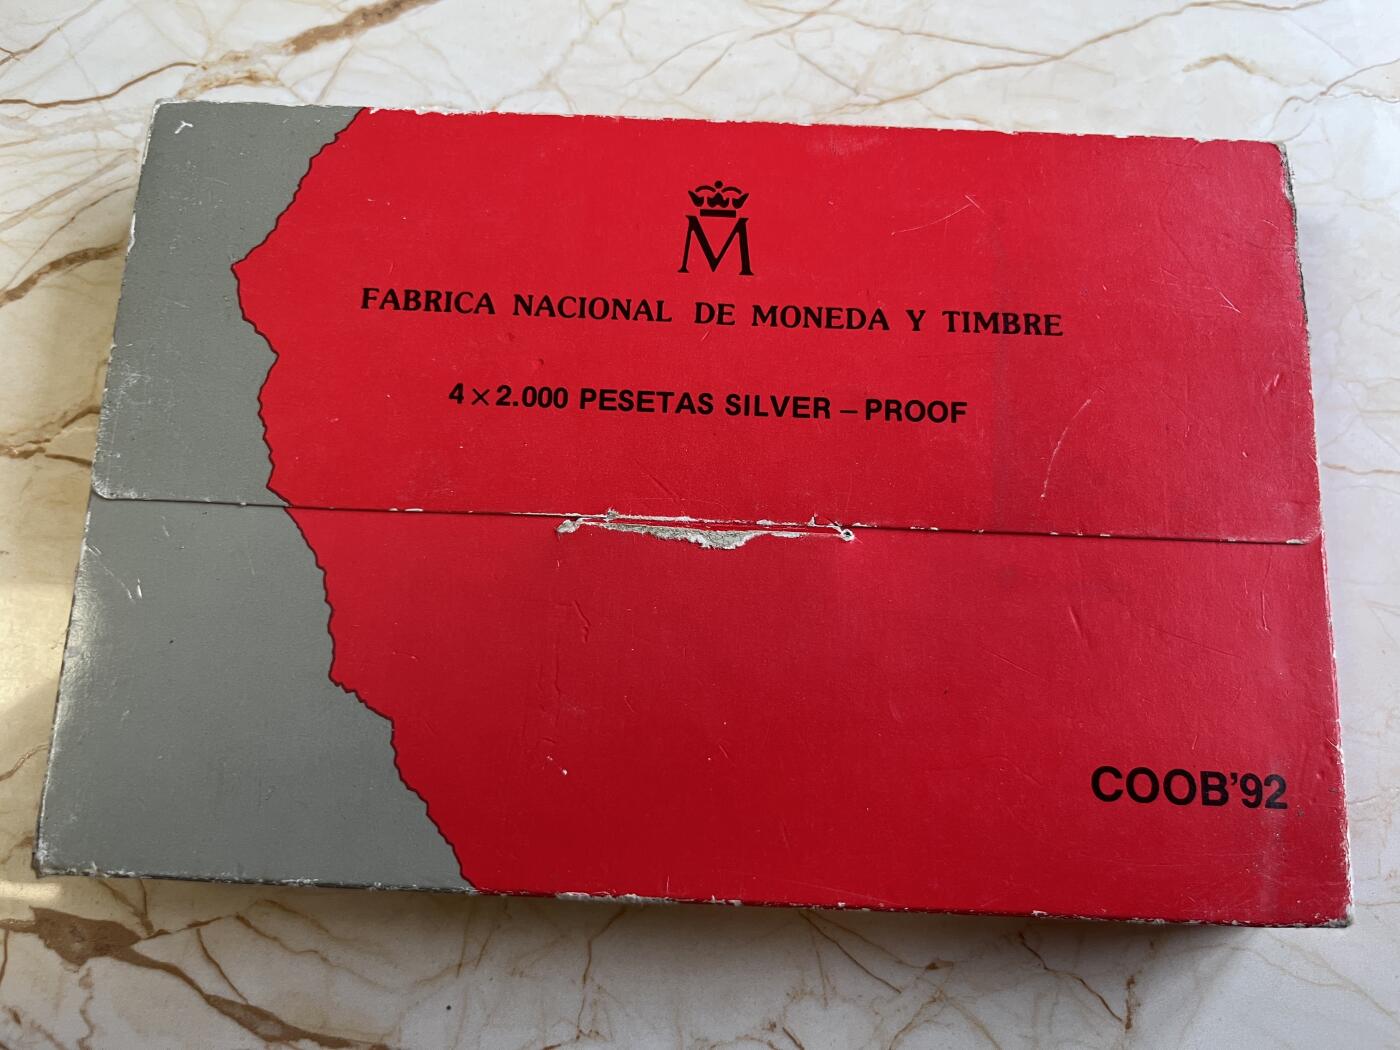 M
FABRICA NACIONAL DE MONEDA Y TIMBRE
4×2.000 PESETAS SILVER – PROOF
COOB'92